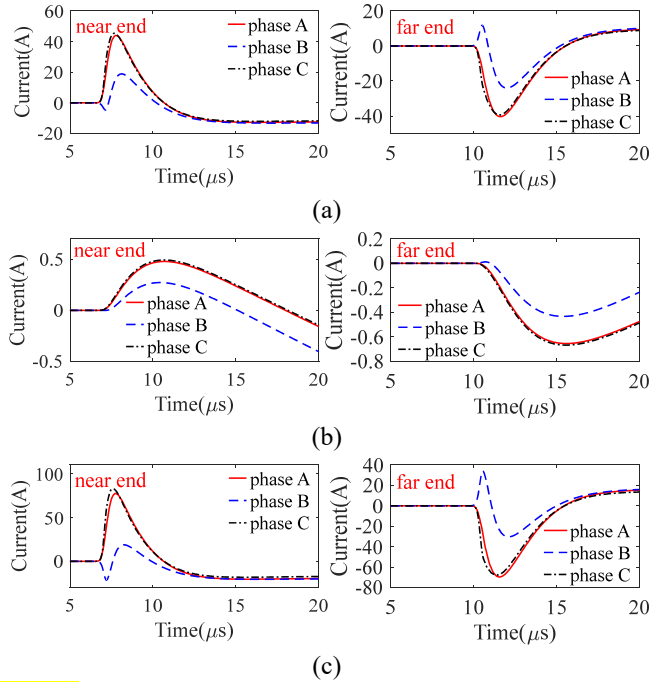 near end
phase A
phase B
phase C
60
40
20
0
-20
Current(A)
5
10
15
20
Time(μs)
far end
phase A
phase B
phase C
20
0
-20
-40
Current(A)
5
10
15
20
Time(μs)
(a)
near end
phase A
phase B
phase C
0.5
0
-0.5
Current(A)
5
10
15
20
Time(μs)
far end
phase A
phase B
phase C
0.2
0
-0.2
-0.4
-0.6
-0.8
Current(A)
5
10
15
20
Time(μs)
(b)
near end
phase A
phase B
phase C
100
50
0
Current(A)
5
10
15
20
Time(μs)
far end
phase A
phase B
phase C
40
20
0
-20
-40
-60
-80
Current(A)
5
10
15
20
Time(μs)
(c)